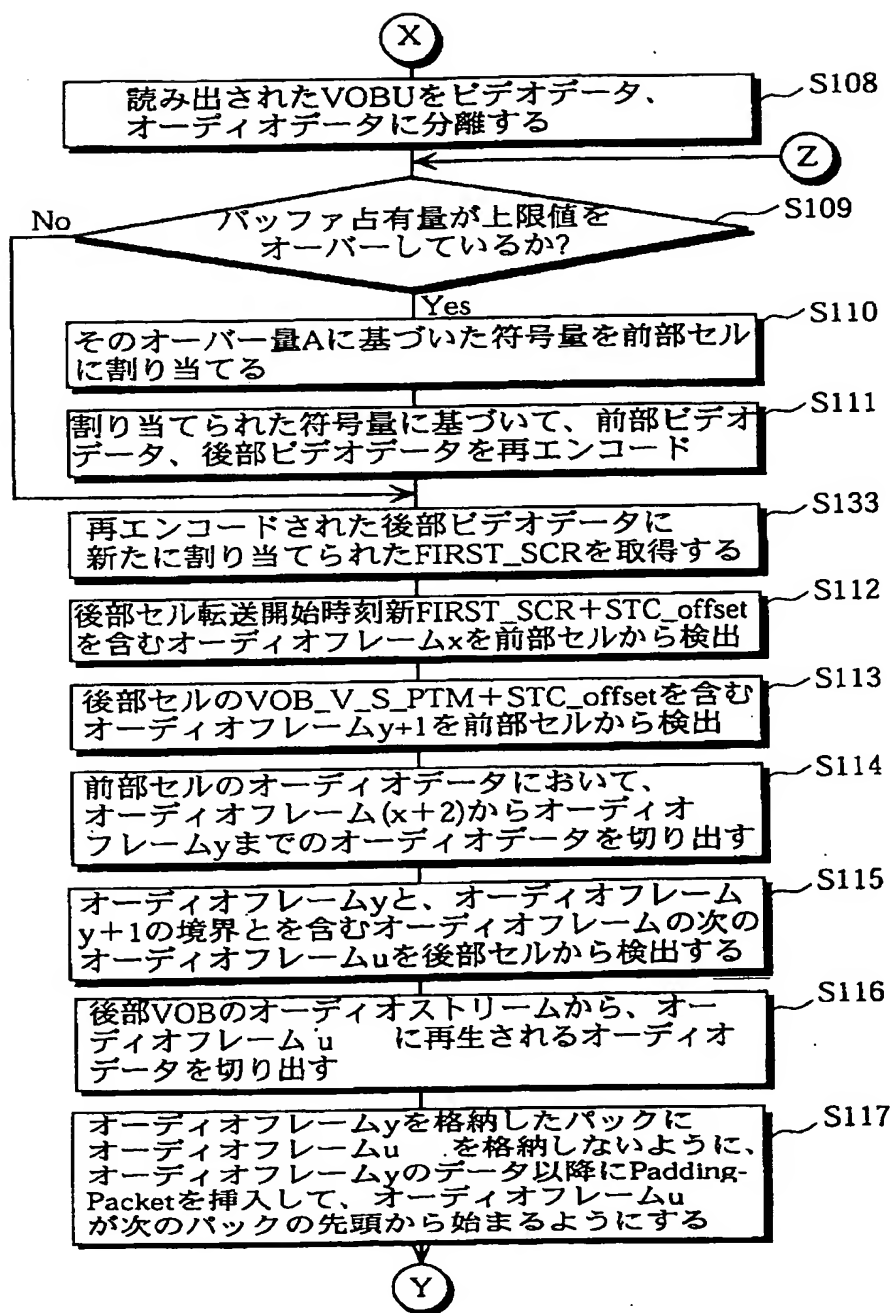 X
S108
読み出されたVOBUをビデオデータ、
オーディオデータに分離する
Z
S109
No
バッファ占有量が上限値を
オーバーしているか?
Yes
S110
そのオーバー量Aに基づいた符号量を前部セル
に割り当てる
S111
割り当てられた符号量に基づいて、前部ビデオ
データ、後部ビデオデータを再エンコード
S133
再エンコードされた後部ビデオデータに
新たに割り当てられたFIRST_SCRを取得する
S112
後部セル転送開始時刻新FIRST_SCR+STC_offset
を含むオーディオフレームxを前部セルから検出
S113
後部セルのVOB_V_S_PTM+STC_offsetを含む
オーディオフレームy+1を前部セルから検出
S114
前部セルのオーディオデータにおいて、
オーディオフレーム(x+2)からオーディオ
フレームyまでのオーディオデータを切り出す
S115
オーディオフレームyと、オーディオフレーム
y+1の境界とを含むオーディオフレームの次の
オーディオフレームuを後部セルから検出する
S116
後部VOBのオーディオストリームから、オー
ディオフレームu に再生されるオーディオ
データを切り出す
S117
オーディオフレームyを格納したパックに
オーディオフレームu を格納しないように、
オーディオフレームyのデータ以降にPadding-
Packetを挿入して、オーディオフレームu
が次のパックの先頭から始まるようにする
Y